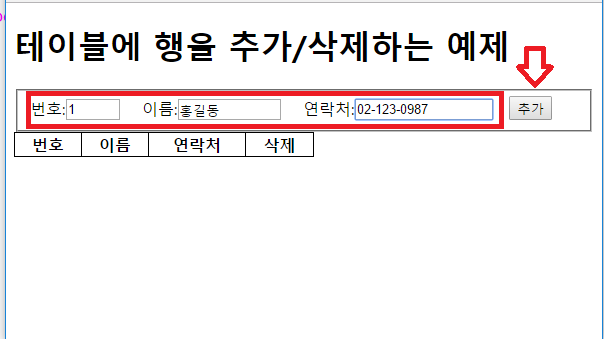 테이블에 행을 추가/삭제하는 예제
번호:1 이름:홍길동 연락처:02-123-0987 추가
번호 이름 연락처 삭제